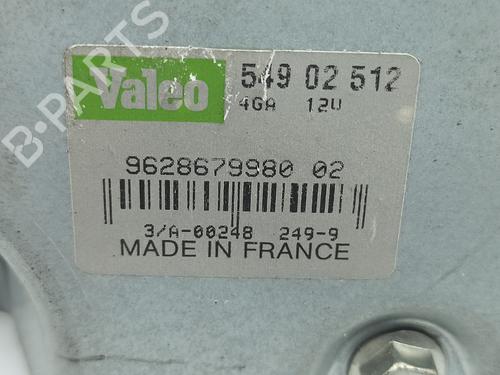 B-PARTS
Valeo 549 02 512
4GA 12V
9628679980 02
3/A-00248 249-9
MADE IN FRANCE